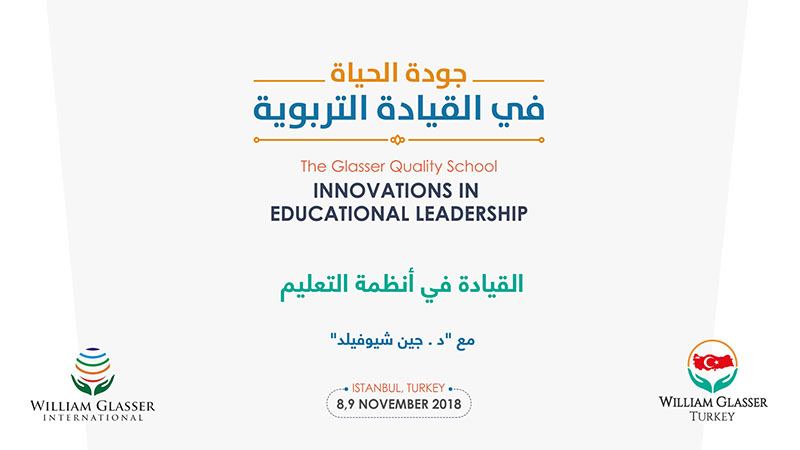 جودة الحياة
في القيادة التربوية
The Glasser Quality School
INNOVATIONS IN
EDUCATIONAL LEADERSHIP
القيادة في أنظمة التعليم
مع "د . جين شيوفيلد"
ISTANBUL, TURKEY
8,9 NOVEMBER 2018
WILLIAM GLASSER
INTERNATIONAL
WILLIAM GLASSER
TURKEY